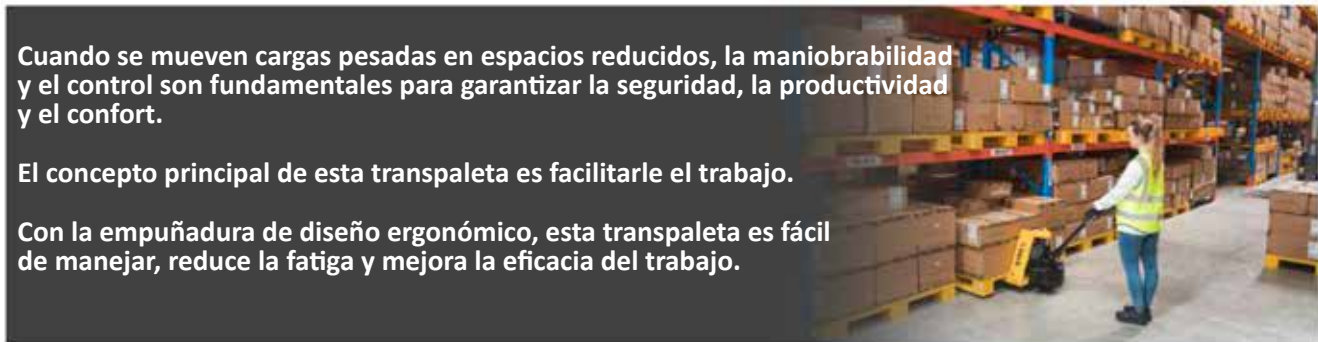 Cuando se mueven cargas pesadas en espacios reducidos, la maniobrabilidad
y el control son fundamentales para garantizar la seguridad, la productividad
y el confort.
El concepto principal de esta transpaleta es facilitarle el trabajo.
Con la empuñadura de diseño ergonómico, esta transpaleta es fácil
de manejar, reduce la fatiga y mejora la eficacia del trabajo.